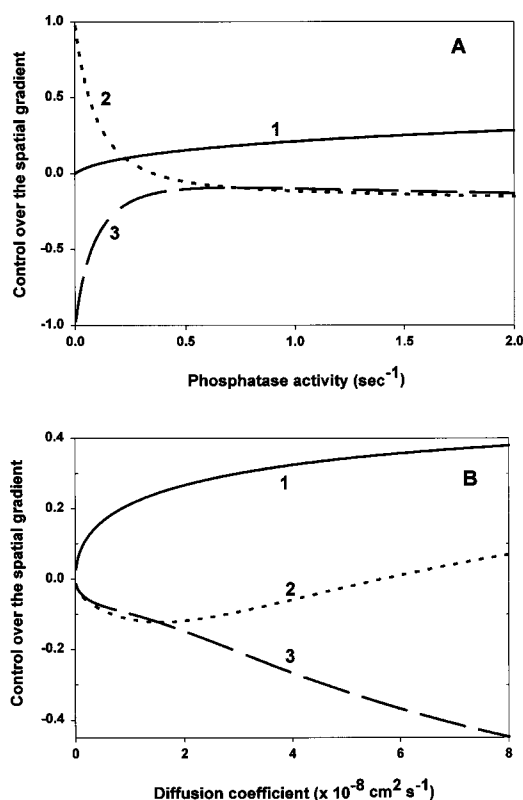 A
Control over the spatial gradient
1.0
0.5
0.0
-0.5
-1.0
2
1
3
0.0 0.5 1.0 1.5 2.0
Phosphatase activity (sec⁻¹)
B
Control over the spatial gradient
0.4
0.2
0.0
-0.2
-0.4
1
2
3
0 2 4 6 8
Diffusion coefficient (x 10⁻⁸ cm² s⁻¹)